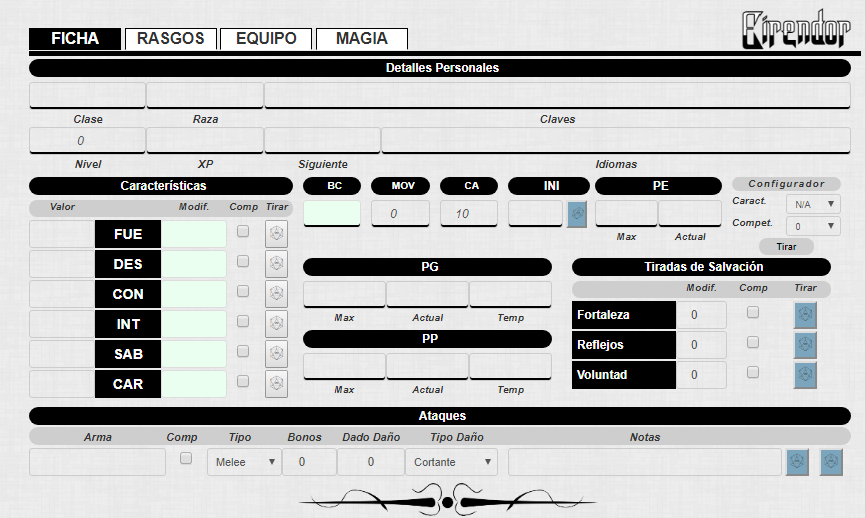 FICHA RASGOS EQUIPO MAGIA Kirendor
Detalles Personales
Clase Raza Claves
0
Nivel XP Siguiente Idiomas
Características BC MOV CA INI PE Configurador
Valor Modif. Comp Tirar 0 10 Caract. N/A
Compet. 0
FUE Max Actual Tirar
DES PG Tiradas de Salvación
Modif. Comp Tirar
CON
Max Actual Temp Fortaleza 0
INT PP
Reflejos 0
SAB
Voluntad 0
CAR Max Actual Temp
Ataques
Arma Comp Tipo Bonos Dado Daño Tipo Daño Notas
Melee 0 0 Cortante